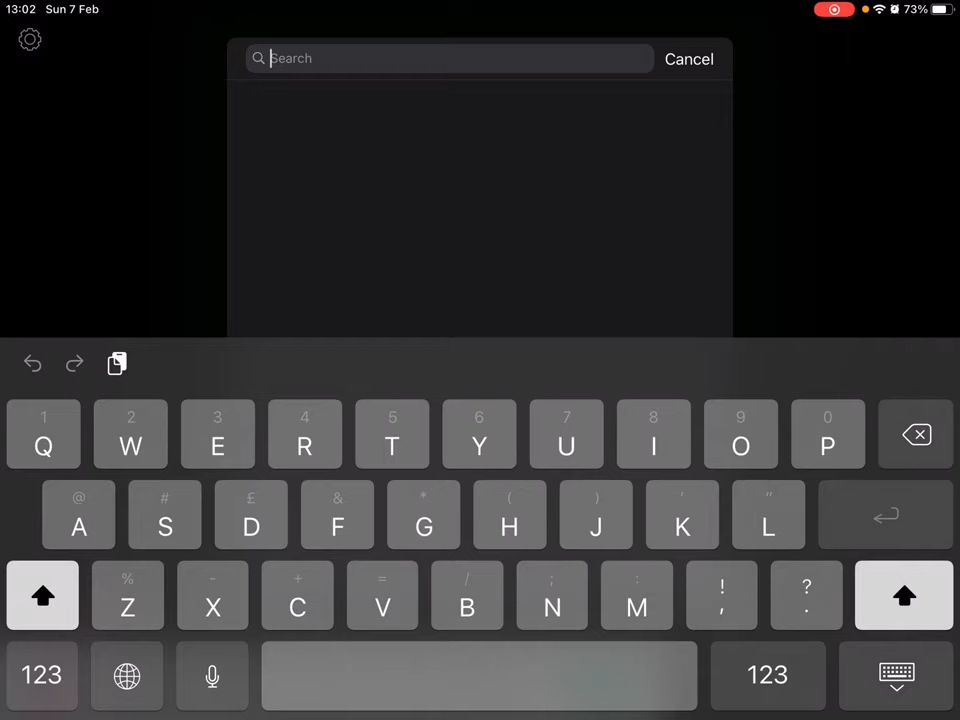 13:02 Sun 7 Feb 73%
Search Cancel
1 2 3 4 5 6 7 8 9 0
Q W E R T Y U I O P
@ # £ & * ( ) ' "
A S D F G H J K L
% - + = / ; : ! ?
Z X C V B N M , .
123 123